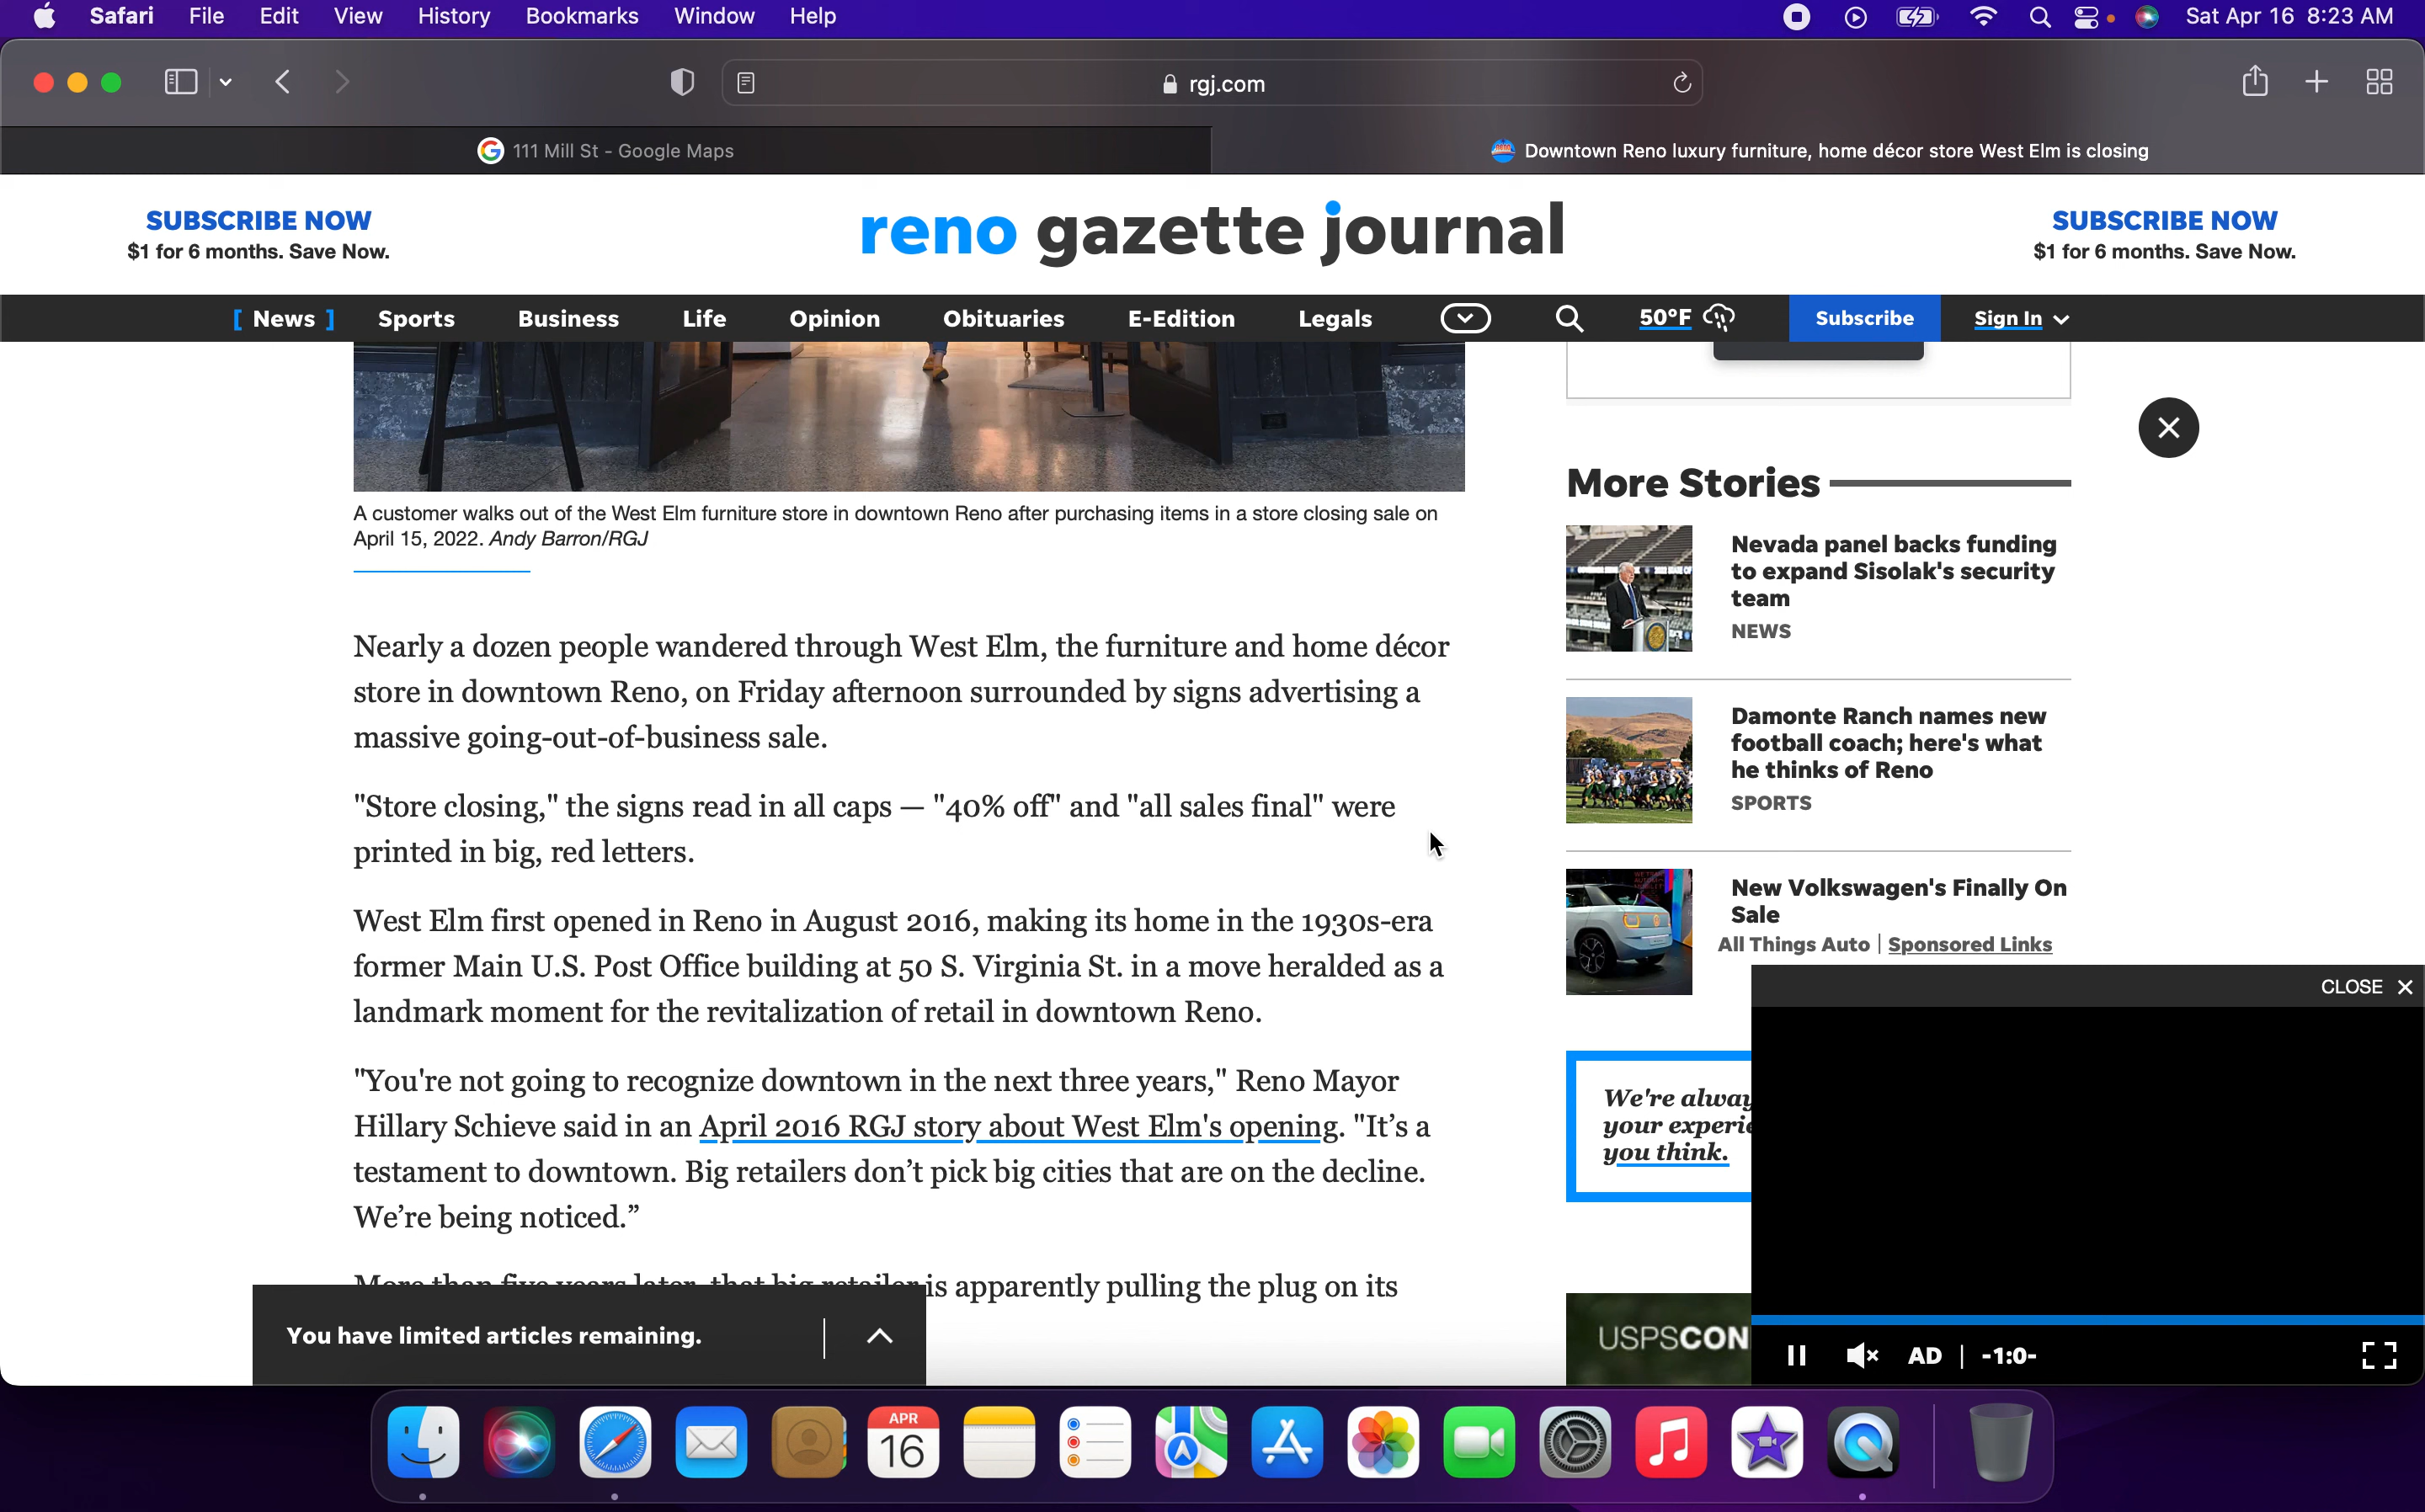 Safari File Edit View History Bookmarks Window Help
Sat Apr 16 8:23 AM
rgj.com
111 Mill St - Google Maps
Downtown Reno luxury furniture, home décor store West Elm is closing
SUBSCRIBE NOW
$1 for 6 months. Save Now.
reno gazette journal
SUBSCRIBE NOW
$1 for 6 months. Save Now.
[ News ] Sports Business Life Opinion Obituaries E-Edition Legals 50°F Subscribe Sign In
A customer walks out of the West Elm furniture store in downtown Reno after purchasing items in a store closing sale on
April 15, 2022. Andy Barron/RGJ
Nearly a dozen people wandered through West Elm, the furniture and home décor
store in downtown Reno, on Friday afternoon surrounded by signs advertising a
massive going-out-of-business sale.
"Store closing," the signs read in all caps — "40% off" and "all sales final" were
printed in big, red letters.
West Elm first opened in Reno in August 2016, making its home in the 1930s-era
former Main U.S. Post Office building at 50 S. Virginia St. in a move heralded as a
landmark moment for the revitalization of retail in downtown Reno.
"You're not going to recognize downtown in the next three years," Reno Mayor
Hillary Schieve said in an April 2016 RGJ story about West Elm's opening. "It’s a
testament to downtown. Big retailers don’t pick big cities that are on the decline.
We’re being noticed.”
More than five years later, that big retailer is apparently pulling the plug on its
You have limited articles remaining.
More Stories
Nevada panel backs funding
to expand Sisolak's security
team
NEWS
Damonte Ranch names new
football coach; here's what
he thinks of Reno
SPORTS
New Volkswagen's Finally On
Sale
All Things Auto | Sponsored Links
CLOSE
We're alway
your experie
you think.
USPSCON
AD | -1:0-
APR
16